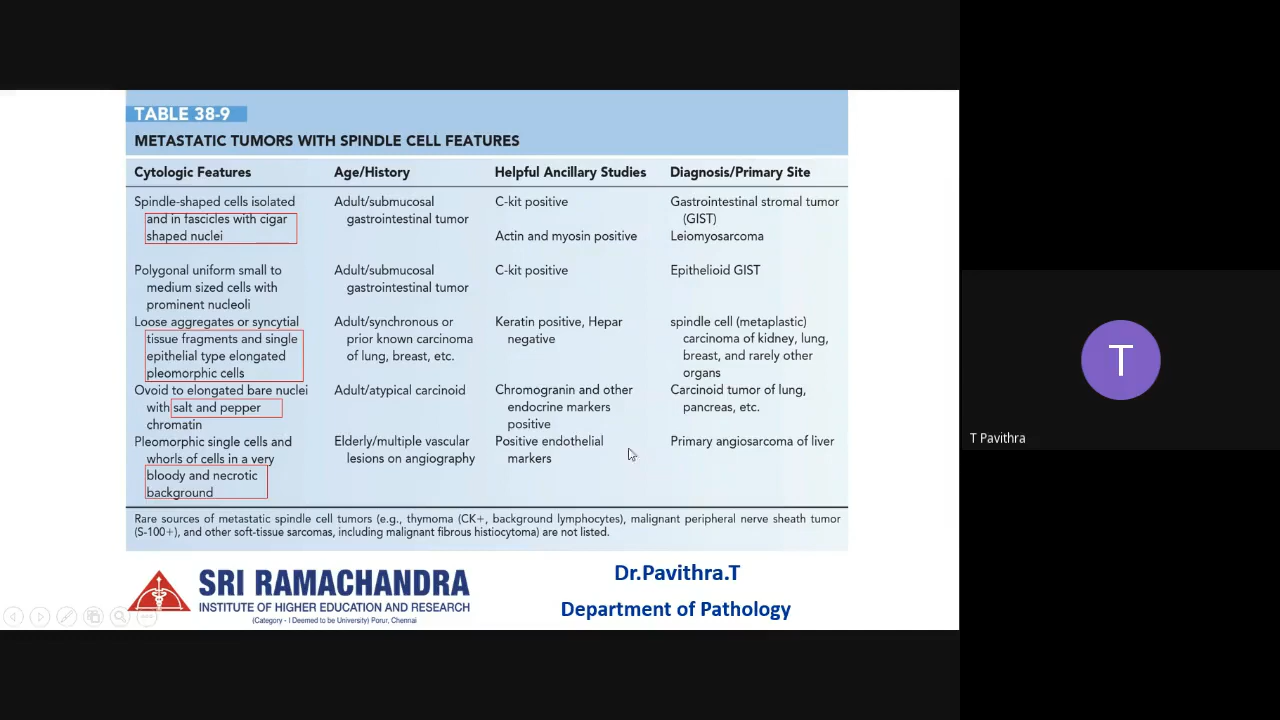 TABLE 38-9
METASTATIC TUMORS WITH SPINDLE CELL FEATURES
Cytologic Features Age/History Helpful Ancillary Studies Diagnosis/Primary Site
Spindle-shaped cells isolated Adult/submucosal C-kit positive Gastrointestinal stromal tumor
and in fascicles with cigar gastrointestinal tumor (GIST)
shaped nuclei Actin and myosin positive Leiomyosarcoma
Polygonal uniform small to Adult/submucosal C-kit positive Epithelioid GIST
medium sized cells with gastrointestinal tumor
prominent nucleoli
Loose aggregates or syncytial Adult/synchronous or Keratin positive, Hepar spindle cell (metaplastic)
tissue fragments and single prior known carcinoma negative carcinoma of kidney, lung,
epithelial type elongated of lung, breast, etc. breast, and rarely other
pleomorphic cells organs
Ovoid to elongated bare nuclei Adult/atypical carcinoid Chromogranin and other Carcinoid tumor of lung,
with salt and pepper endocrine markers pancreas, etc.
chromatin positive
Pleomorphic single cells and Elderly/multiple vascular Positive endothelial Primary angiosarcoma of liver
whorls of cells in a very lesions on angiography markers
bloody and necrotic
background
Rare sources of metastatic spindle cell tumors (e.g., thymoma (CK+, background lymphocytes), malignant peripheral nerve sheath tumor
(S-100+), and other soft-tissue sarcomas, including malignant fibrous histiocytoma) are not listed.
SRI RAMACHANDRA
INSTITUTE OF HIGHER EDUCATION AND RESEARCH
(Category - I Deemed to be University) Porur, Chennai
Dr.Pavithra.T
Department of Pathology
T
T Pavithra